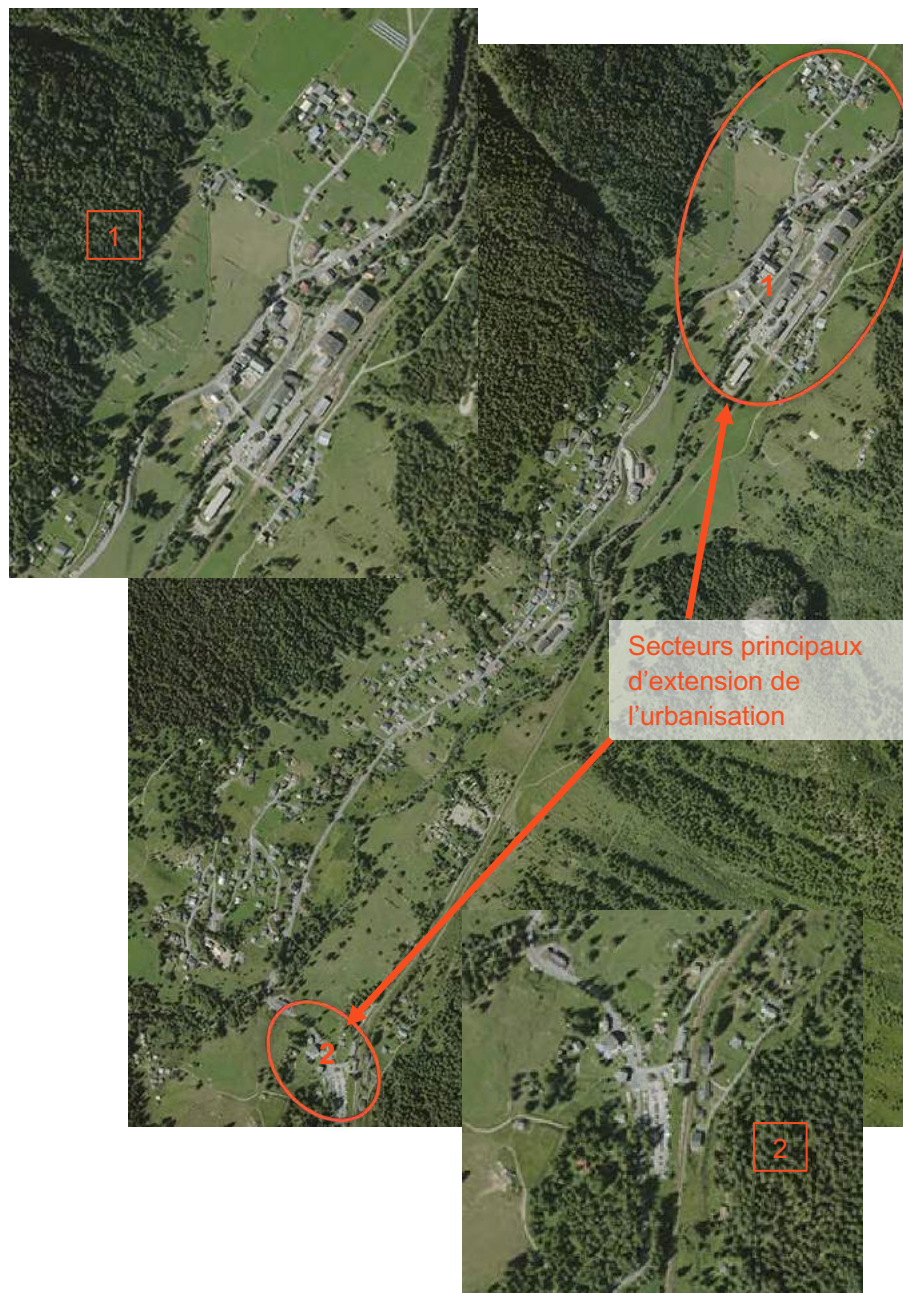 1
1
Secteurs principaux
d'extension de
l'urbanisation
2
2